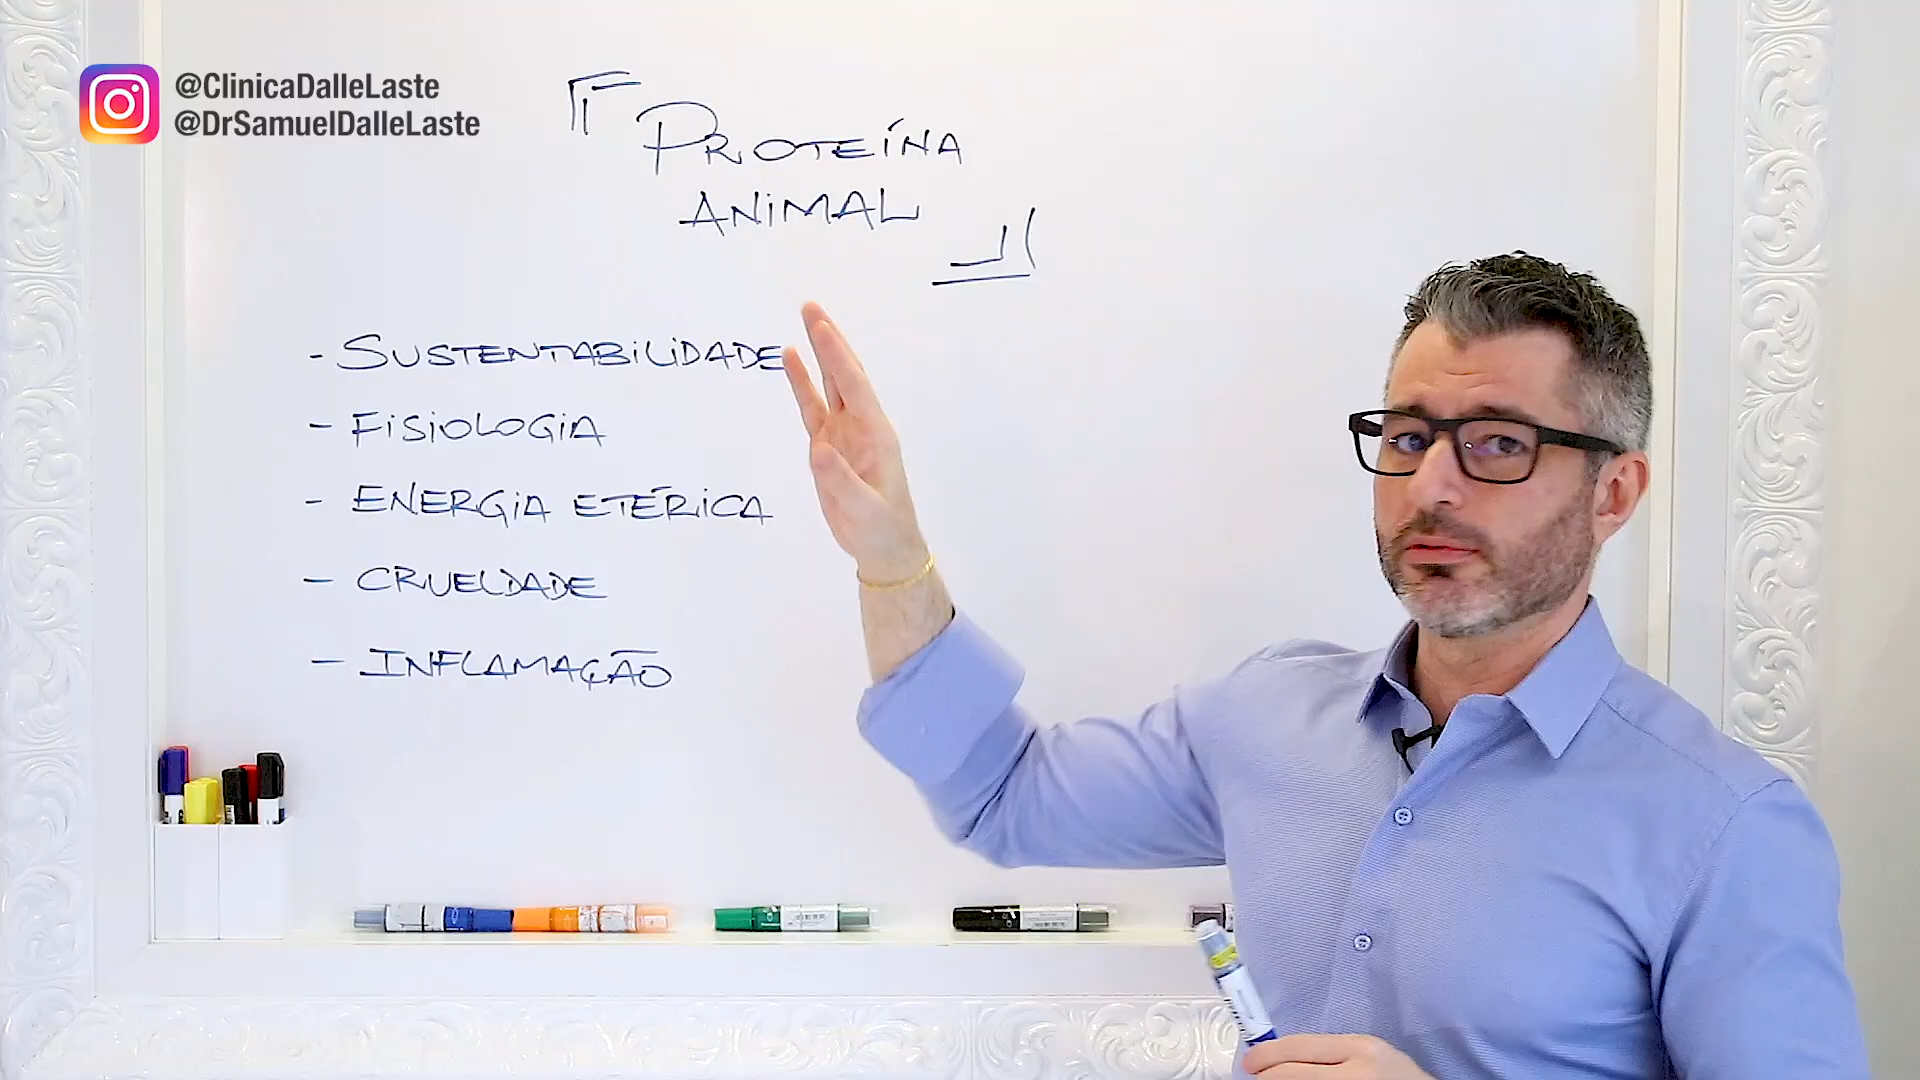 @ClinicaDalleLaste
@DrSamuelDalleLaste
PROTEÍNA
ANIMAL
- SUSTENTABILIDADE
- FISIOLOGIA
- ENERGIA ETÉRICA
- CRUELDADE
- INFLAMAÇÃO